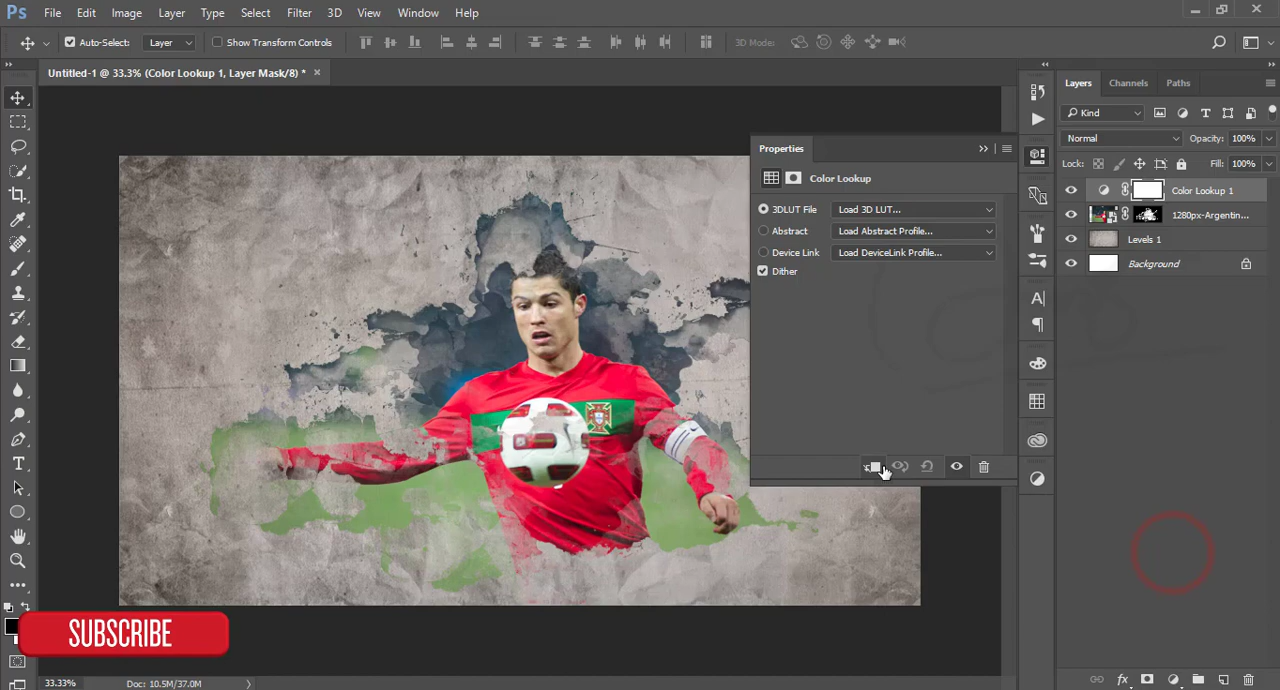 Ps File Edit Image Layer Type Select Filter 3D View Window Help
Auto-Select: Layer Show Transform Controls 3D Mode:
Untitled-1 @ 33.3% (Color Lookup 1, Layer Mask/8) * ×
Layers Channels Paths
Kind
Normal Opacity: 100%
Lock: Fill: 100%
Color Lookup 1
1280px-Argentin...
Levels 1
Background
Properties
Color Lookup
3DLUT File Load 3D LUT...
Abstract Load Abstract Profile...
Device Link Load DeviceLink Profile...
Dither
SUBSCRIBE
33.33% Doc: 10.5M/37.0M